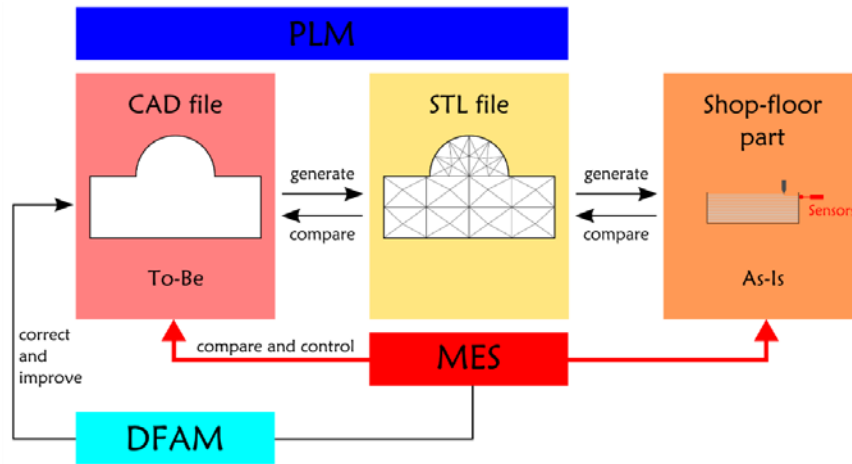 PLM
CAD file
STL file
Shop-floor
part
generate
compare
generate
compare
Sensors
To-Be
As-Is
correct
and
improve
compare and control
MES
DFAM